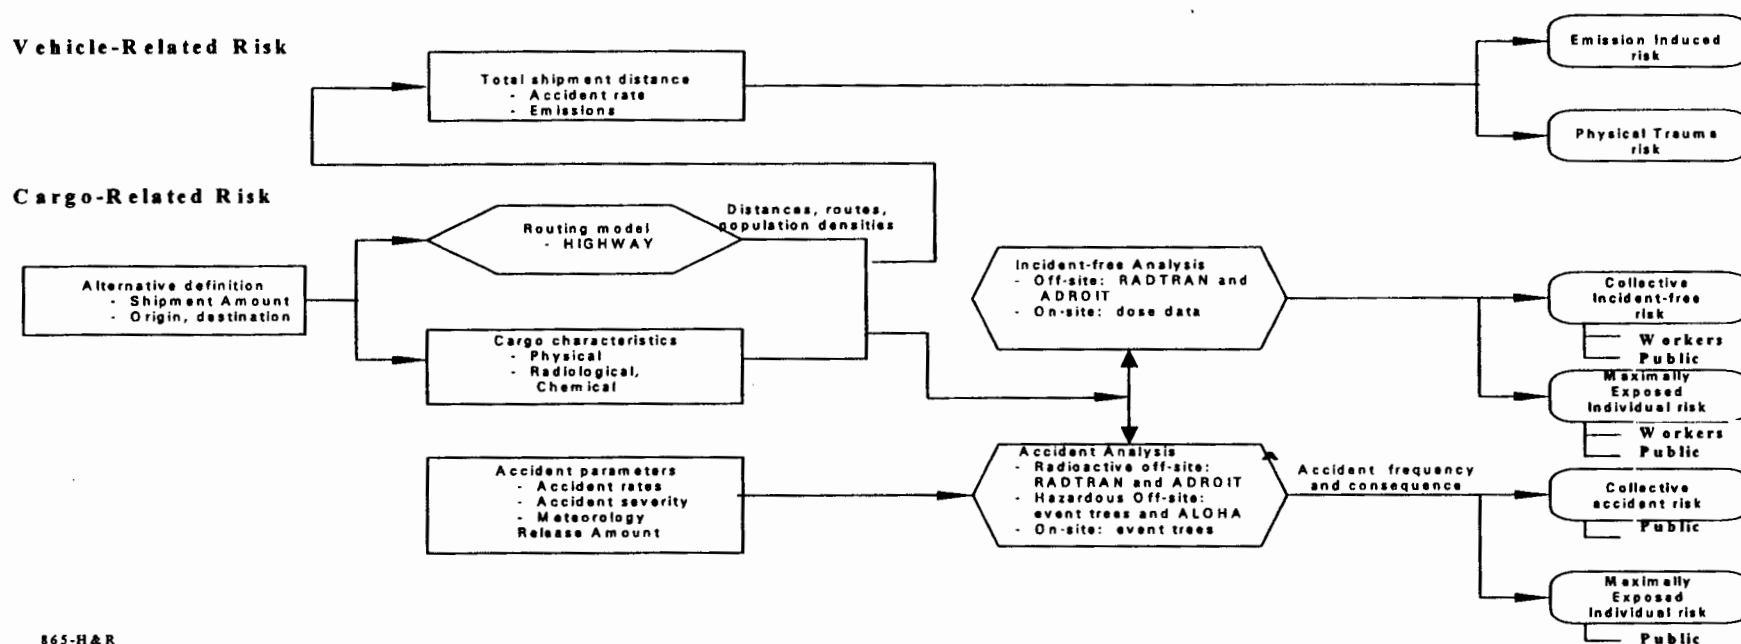 Vehicle-Related Risk
Total shipment distance
- Accident rate
- Emissions
Emission Induced
risk
Physical Trauma
risk
Cargo-Related Risk
Routing model
- HIGHWAY
Distances, routes,
population densities
Alternative definition
- Shipment Amount
- Origin, destination
Cargo characteristics
- Physical
- Radiological,
Chemical
Incident-free Analysis
- Off-site: RADTRAN and
ADROIT
- On-site: dose data
Collective
Incident-free
risk
Workers
Public
Maximally
Exposed
Individual risk
Workers
Public
Accident parameters
- Accident rates
- Accident severity
- Meteorology
Release Amount
Accident Analysis
- Radioactive off-site:
RADTRAN and ADROIT
- Hazardous Off-site:
event trees and ALOHA
- On-site: event trees
Accident frequency
and consequence
Collective
accident risk
Public
Maximally
Exposed
Individual risk
Public
865-H&R